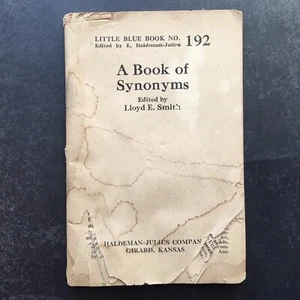 LITTLE BLUE BOOK NO. 192
Edited by E. Haldeman-Julius
A Book of
Synonyms
Edited by
Lloyd E. Smith
HALDEMAN-JULIUS COMPAN
GIRARD, KANSAS